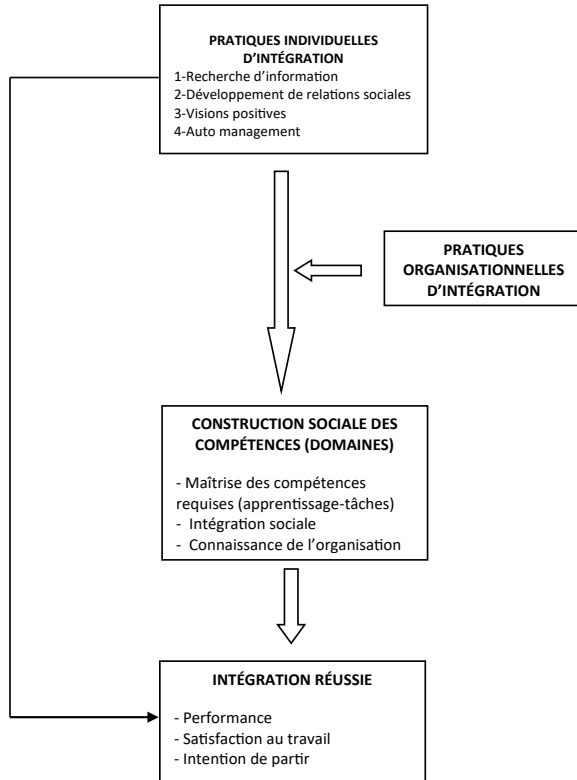 PRATIQUES INDIVIDUELLES
D’INTÉGRATION
1-Recherche d’information
2-Développement de relations sociales
3-Visions positives
4-Auto management
PRATIQUES
ORGANISATIONNELLES
D’INTÉGRATION
CONSTRUCTION SOCIALE DES
COMPÉTENCES (DOMAINES)
- Maîtrise des compétences
requises (apprentissage-tâches)
- Intégration sociale
- Connaissance de l’organisation
INTÉGRATION RÉUSSIE
- Performance
- Satisfaction au travail
- Intention de partir